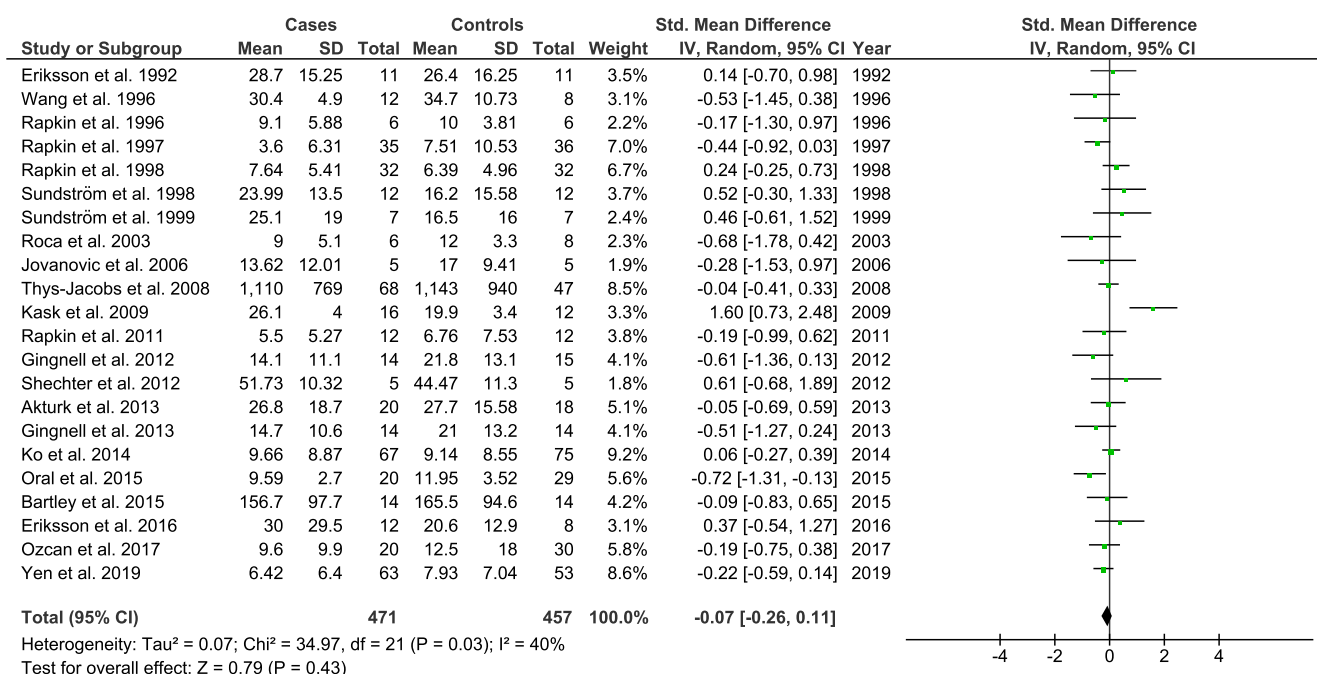 Cases Controls Std. Mean Difference Std. Mean Difference
Study or Subgroup Mean SD Total Mean SD Total Weight IV, Random, 95% CI Year IV, Random, 95% CI
Eriksson et al. 1992 28.7 15.25 11 26.4 16.25 11 3.5% 0.14 [-0.70, 0.98] 1992
Wang et al. 1996 30.4 4.9 12 34.7 10.73 8 3.1% -0.53 [-1.45, 0.38] 1996
Rapkin et al. 1996 9.1 5.88 6 10 3.81 6 2.2% -0.17 [-1.30, 0.97] 1996
Rapkin et al. 1997 3.6 6.31 35 7.51 10.53 36 7.0% -0.44 [-0.92, 0.03] 1997
Rapkin et al. 1998 7.64 5.41 32 6.39 4.96 32 6.7% 0.24 [-0.25, 0.73] 1998
Sundström et al. 1998 23.99 13.5 12 16.2 15.58 12 3.7% 0.52 [-0.30, 1.33] 1998
Sundström et al. 1999 25.1 19 7 16.5 16 7 2.4% 0.46 [-0.61, 1.52] 1999
Roca et al. 2003 9 5.1 6 12 3.3 8 2.3% -0.68 [-1.78, 0.42] 2003
Jovanovic et al. 2006 13.62 12.01 5 17 9.41 5 1.9% -0.28 [-1.53, 0.97] 2006
Thys-Jacobs et al. 2008 1,110 769 68 1,143 940 47 8.5% -0.04 [-0.41, 0.33] 2008
Kask et al. 2009 26.1 4 16 19.9 3.4 12 3.3% 1.60 [0.73, 2.48] 2009
Rapkin et al. 2011 5.5 5.27 12 6.76 7.53 12 3.8% -0.19 [-0.99, 0.62] 2011
Gingnell et al. 2012 14.1 11.1 14 21.8 13.1 15 4.1% -0.61 [-1.36, 0.13] 2012
Shechter et al. 2012 51.73 10.32 5 44.47 11.3 5 1.8% 0.61 [-0.68, 1.89] 2012
Akturk et al. 2013 26.8 18.7 20 27.7 15.58 18 5.1% -0.05 [-0.69, 0.59] 2013
Gingnell et al. 2013 14.7 10.6 14 21 13.2 14 4.1% -0.51 [-1.27, 0.24] 2013
Ko et al. 2014 9.66 8.87 67 9.14 8.55 75 9.2% 0.06 [-0.27, 0.39] 2014
Oral et al. 2015 9.59 2.7 20 11.95 3.52 29 5.6% -0.72 [-1.31, -0.13] 2015
Bartley et al. 2015 156.7 97.7 14 165.5 94.6 14 4.2% -0.09 [-0.83, 0.65] 2015
Eriksson et al. 2016 30 29.5 12 20.6 12.9 8 3.1% 0.37 [-0.54, 1.27] 2016
Ozcan et al. 2017 9.6 9.9 20 12.5 18 30 5.8% -0.19 [-0.75, 0.38] 2017
Yen et al. 2019 6.42 6.4 63 7.93 7.04 53 8.6% -0.22 [-0.59, 0.14] 2019
Total (95% CI) 471 457 100.0% -0.07 [-0.26, 0.11]
Heterogeneity: Tau² = 0.07; Chi² = 34.97, df = 21 (P = 0.03); I² = 40%
Test for overall effect: Z = 0.79 (P = 0.43)
-4 -2 0 2 4